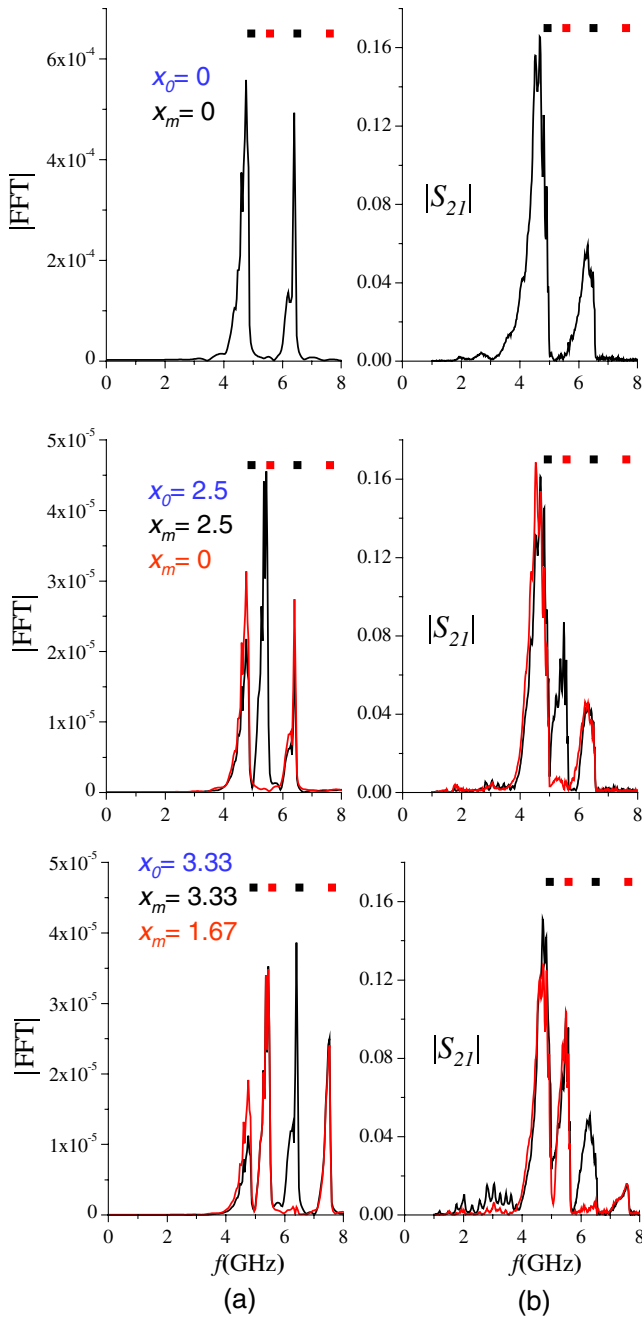 6x10⁻⁴
4x10⁻⁴
2x10⁻⁴
0
|FFT|
x₀= 0
xₘ= 0
0 2 4 6 8
0.16
0.12
0.08
0.04
0.00
|S₂₁|
0 2 4 6 8
5x10⁻⁵
4x10⁻⁵
3x10⁻⁵
2x10⁻⁵
1x10⁻⁵
0
|FFT|
x₀= 2.5
xₘ= 2.5
xₘ= 0
0 2 4 6 8
0.16
0.12
0.08
0.04
0.00
|S₂₁|
0 2 4 6 8
5x10⁻⁵
4x10⁻⁵
3x10⁻⁵
2x10⁻⁵
1x10⁻⁵
0
|FFT|
x₀= 3.33
xₘ= 3.33
xₘ= 1.67
0 2 4 6 8
f(GHz)
(a)
0.16
0.12
0.08
0.04
0.00
|S₂₁|
0 2 4 6 8
f(GHz)
(b)